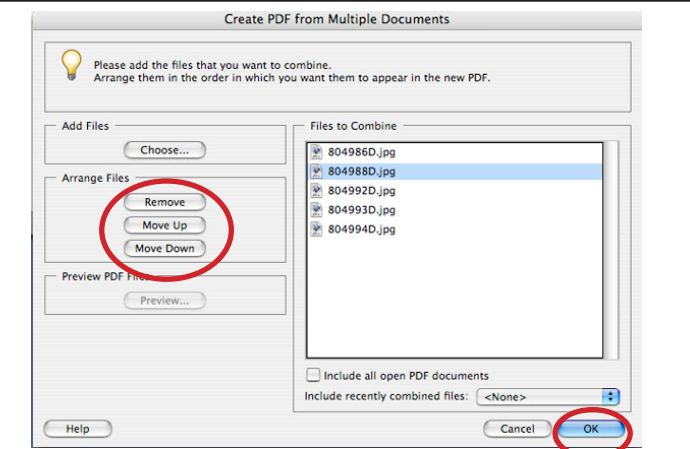 Create PDF from Multiple Documents
Please add the files that you want to combine.
Arrange them in the order in which you want them to appear in the new PDF.
Add Files
Choose...
Arrange Files
Remove
Move Up
Move Down
Preview PDF Files
Preview...
Files to Combine
804986D.jpg
804988D.jpg
804992D.jpg
804993D.jpg
804994D.jpg
Include all open PDF documents
Include recently combined files: <None>
Help
Cancel
OK